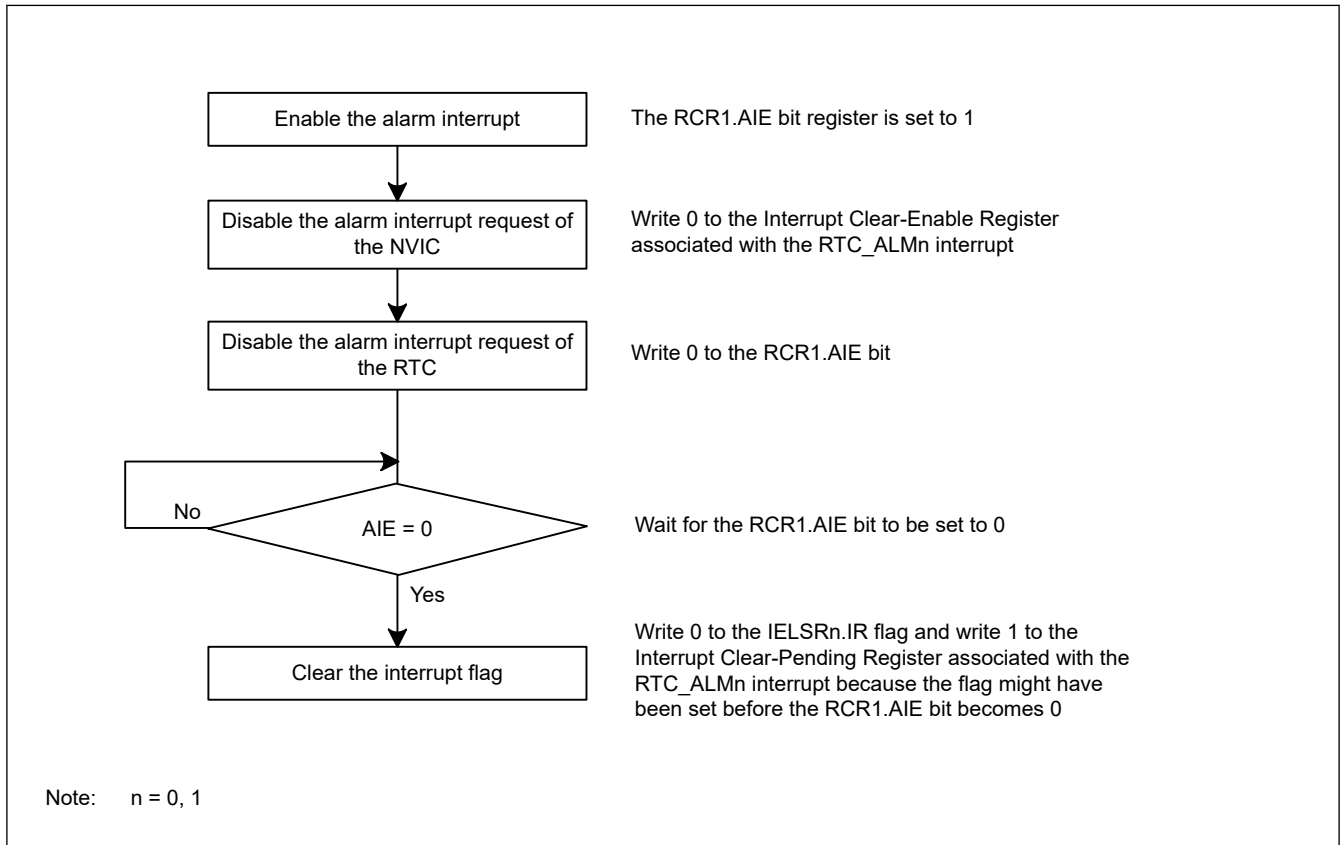 Enable the alarm interrupt
The RCR1.AIE bit register is set to 1
Disable the alarm interrupt request of
the NVIC
Write 0 to the Interrupt Clear-Enable Register
associated with the RTC_ALMn interrupt
Disable the alarm interrupt request of
the RTC
Write 0 to the RCR1.AIE bit
No
AIE = 0
Wait for the RCR1.AIE bit to be set to 0
Yes
Clear the interrupt flag
Write 0 to the IELSRn.IR flag and write 1 to the
Interrupt Clear-Pending Register associated with the
RTC_ALMn interrupt because the flag might have
been set before the RCR1.AIE bit becomes 0
Note: n = 0, 1